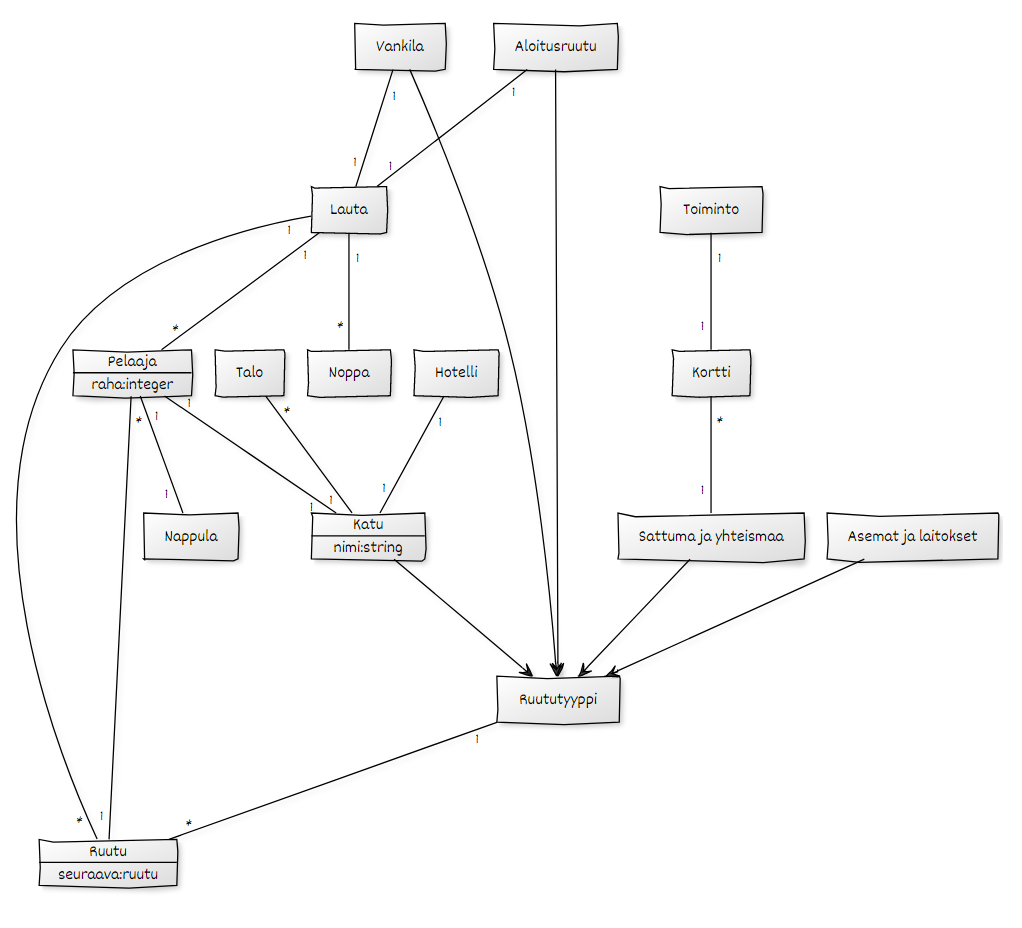 Vankila
Aloitusruutu
1
1
1
1
Lauta
Toiminto
1
1
1
1
*
*
1
Pelaaja
raha:integer
Talo
Noppa
Hotelli
Kortti
*
1
1
*
1
*
1
1
1
1
1
Nappula
Katu
nimi:string
Sattuma ja yhteismaa
Asemat ja laitokset
Ruututyyppi
1
*
1
*
Ruutu
seuraava:ruutu